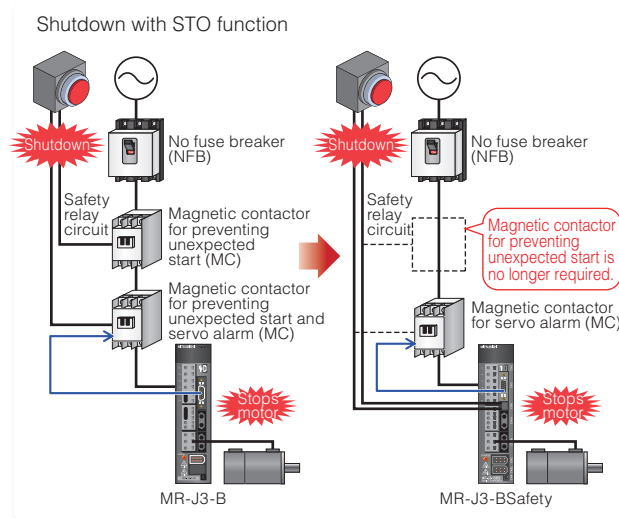 Shutdown with STO function
Shutdown
No fuse breaker
(NFB)
Safety
relay
circuit
Magnetic contactor
for preventing
unexpected
start (MC)
Magnetic contactor
for preventing
unexpected start and
servo alarm (MC)
Stops
motor
MR-J3-B
Shutdown
No fuse breaker
(NFB)
Safety
relay
circuit
Magnetic contactor
for preventing
unexpected start is
no longer required.
Magnetic contactor
for servo alarm (MC)
Stops
motor
MR-J3-BSafety